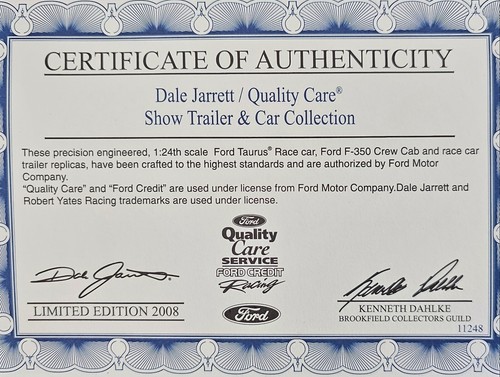 CERTIFICATE OF AUTHENTICITY
Dale Jarrett / Quality Care®
Show Trailer & Car Collection
These precision engineered, 1:24th scale Ford Taurus® Race car, Ford F-350 Crew Cab and race car
trailer replicas, have been crafted to the highest standards and are authorized by Ford Motor
Company.
“Quality Care” and “Ford Credit” are used under license from Ford Motor Company.Dale Jarrett and
Robert Yates Racing trademarks are used under license.
Ford
Quality
Care
SERVICE
FORD CREDIT
Racing
Ford
Dale Jarrett
LIMITED EDITION 2008
KENNETH DAHLKE
BROOKFIELD COLLECTORS GUILD
11248